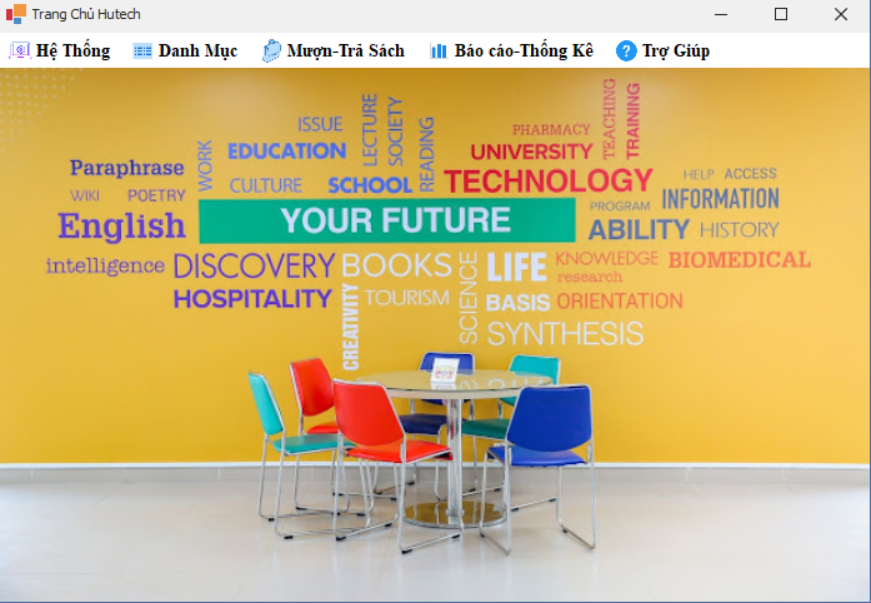 Trang Chủ Hutech
Hệ Thống Danh Mục Mượn-Trả Sách Báo cáo-Thống Kê Trợ Giúp
ISSUE LECTURE SOCIETY PHARMACY TEACHING TRAINING
WORK EDUCATION READING UNIVERSITY
Paraphrase CULTURE SCHOOL TECHNOLOGY HELP ACCESS
WIKI POETRY PROGRAM INFORMATION
English YOUR FUTURE ABILITY HISTORY
intelligence DISCOVERY BOOKS SCIENCE LIFE KNOWLEDGE BIOMEDICAL
research
HOSPITALITY CREATIVITY TOURISM BASIS ORIENTATION
SYNTHESIS